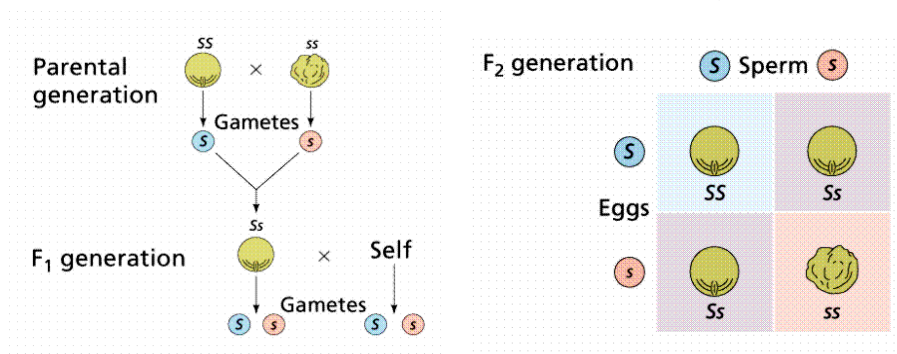 SS ss
Parental
generation
×
Gametes
S s
Ss
F₁ generation × Self
Gametes
S s S s
F₂ generation S Sperm s
S
SS Ss
Eggs
s
Ss ss